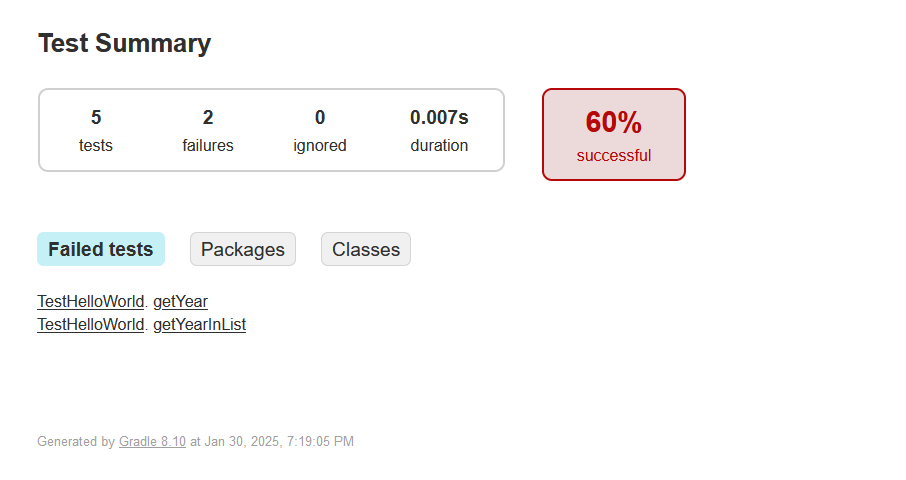 Test Summary
5 2 0 0.007s
tests failures ignored duration
60%
successful
Failed tests Packages Classes
TestHelloWorld. getYear
TestHelloWorld. getYearInList
Generated by Gradle 8.10 at Jan 30, 2025, 7:19:05 PM